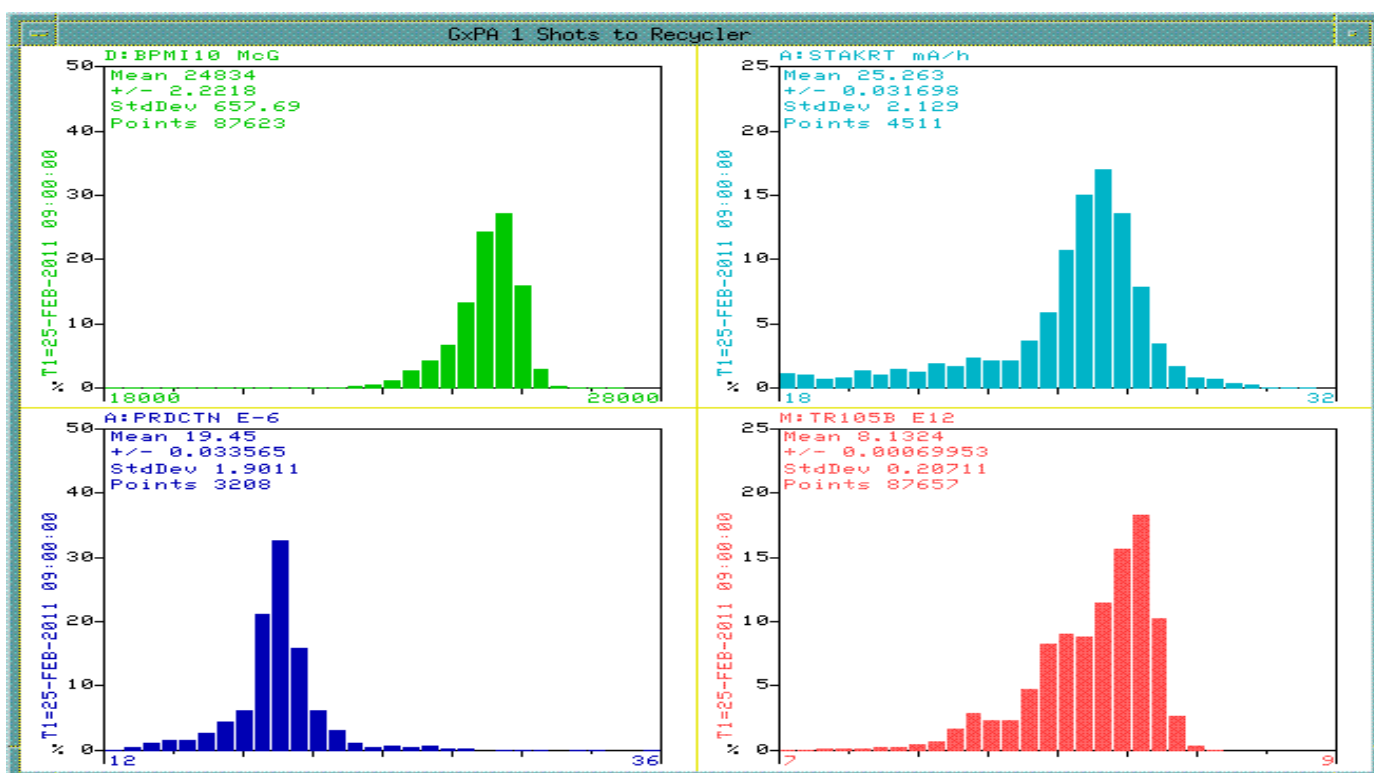 GxPA 1 Shots to Recycler
D:BPMI10 McG
50
Mean 24834
+/- 2.2218
StdDev 657.69
Points 87623
40
30
20
10
% 0
18000 28000
T1=25-FEB-2011 09:00:00
A:STAKRT mA/h
25
Mean 25.263
+/- 0.031698
StdDev 2.129
Points 4511
20
15
10
5
% 0
18 32
T1=25-FEB-2011 09:00:00
A:PRDCTN E-6
50
Mean 19.45
+/- 0.033565
StdDev 1.9011
Points 3208
40
30
20
10
% 0
12 36
T1=25-FEB-2011 09:00:00
M:TR105B E12
25
Mean 8.1324
+/- 0.00069953
StdDev 0.20711
Points 87657
20
15
10
5
% 0
7 9
T1=25-FEB-2011 09:00:00